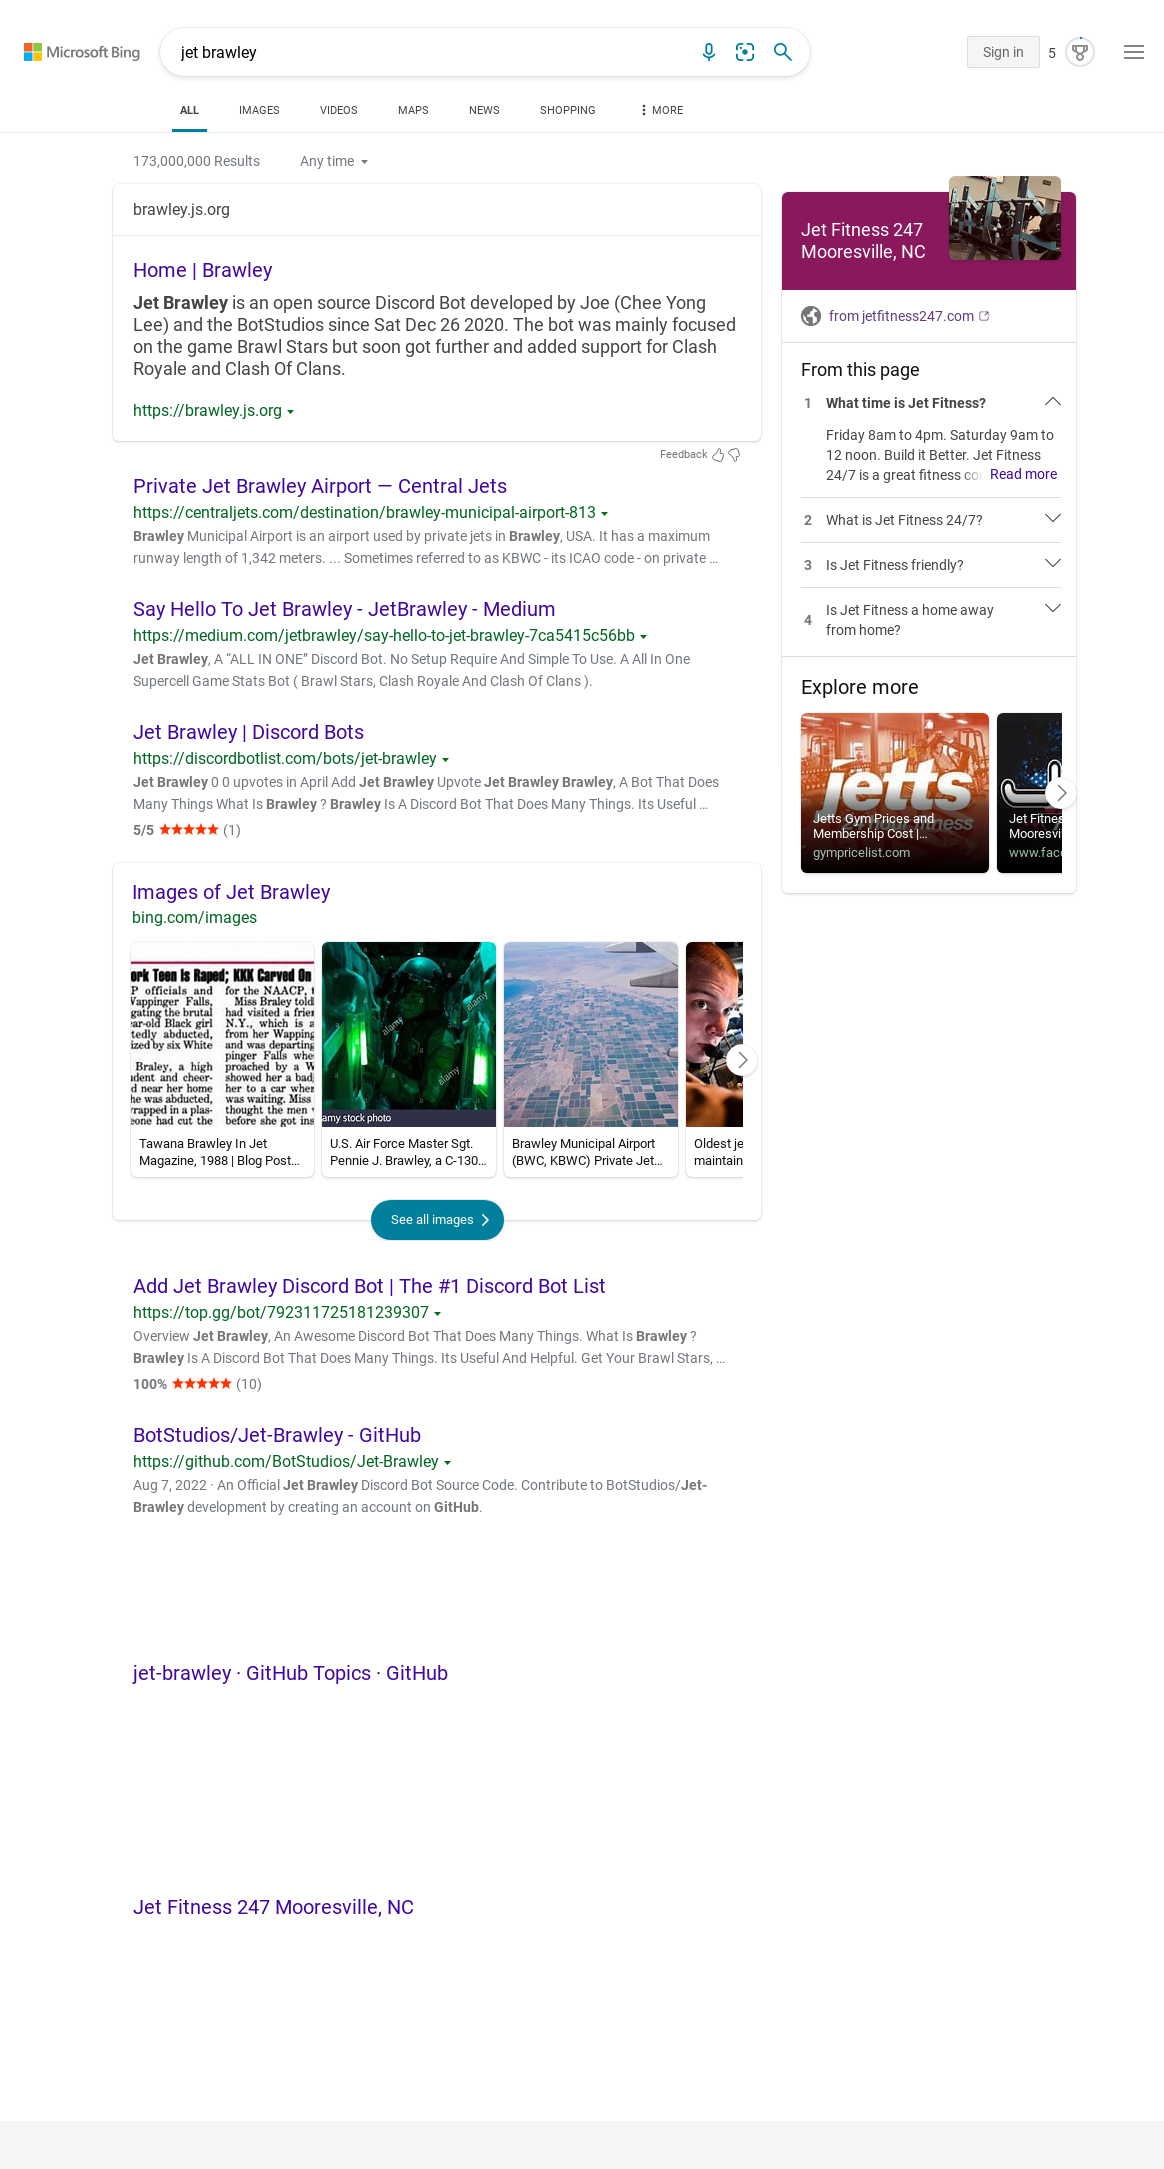 Microsoft Bing
jet brawley
Sign in
5
ALL
IMAGES
VIDEOS
MAPS
NEWS
SHOPPING
MORE
173,000,000 Results
Any time
brawley.js.org
Home | Brawley
Jet Brawley is an open source Discord Bot developed by Joe (Chee Yong
Lee) and the BotStudios since Sat Dec 26 2020. The bot was mainly focused
on the game Brawl Stars but soon got further and added support for Clash
Royale and Clash Of Clans.
https://brawley.js.org
Feedback
Private Jet Brawley Airport — Central Jets
https://centraljets.com/destination/brawley-municipal-airport-813
Brawley Municipal Airport is an airport used by private jets in Brawley, USA. It has a maximum
runway length of 1,342 meters. ... Sometimes referred to as KBWC - its ICAO code - on private …
Say Hello To Jet Brawley - JetBrawley - Medium
https://medium.com/jetbrawley/say-hello-to-jet-brawley-7ca5415c56bb
Jet Brawley, A “ALL IN ONE” Discord Bot. No Setup Require And Simple To Use. A All In One
Supercell Game Stats Bot ( Brawl Stars, Clash Royale And Clash Of Clans ).
Jet Brawley | Discord Bots
https://discordbotlist.com/bots/jet-brawley
Jet Brawley 0 0 upvotes in April Add Jet Brawley Upvote Jet Brawley Brawley, A Bot That Does
Many Things What Is Brawley ? Brawley Is A Discord Bot That Does Many Things. Its Useful …
5/5 (1)
Images of Jet Brawley
bing.com/images
ork Teen Is Raped; KKK Carved On
P officials and
Wappinger Falls,
gating the brutal
ear-old Black girl
tedly abducted,
ized by six White
Braley, a high
udent and cheer-
d near her home
he was abducted,
wrapped in a plas-
eone had cut the
for the NAACP, t
Miss Braley told
had visited a frie
N.Y., which is a
from her Wapping
and was departing
pinger Falls whe
proached by a W
showed her a bad
her to a car wher
was waiting. Miss
thought the men
before she got ins
Tawana Brawley In Jet
Magazine, 1988 | Blog Post…
alamy
alamy
alamy
amy stock photo
U.S. Air Force Master Sgt.
Pennie J. Brawley, a C-130…
Brawley Municipal Airport
(BWC, KBWC) Private Jet…
Oldest je
maintain
See all images
Add Jet Brawley Discord Bot | The #1 Discord Bot List
https://top.gg/bot/792311725181239307
Overview Jet Brawley, An Awesome Discord Bot That Does Many Things. What Is Brawley ?
Brawley Is A Discord Bot That Does Many Things. Its Useful And Helpful. Get Your Brawl Stars, …
100% (10)
BotStudios/Jet-Brawley - GitHub
https://github.com/BotStudios/Jet-Brawley
Aug 7, 2022 · An Official Jet Brawley Discord Bot Source Code. Contribute to BotStudios/Jet-
Brawley development by creating an account on GitHub.
jet-brawley · GitHub Topics · GitHub
Jet Fitness 247 Mooresville, NC
Jet Fitness 247
Mooresville, NC
from jetfitness247.com
From this page
1 What time is Jet Fitness?
Friday 8am to 4pm. Saturday 9am to
12 noon. Build it Better. Jet Fitness
24/7 is a great fitness co Read more
2 What is Jet Fitness 24/7?
3 Is Jet Fitness friendly?
4 Is Jet Fitness a home away
from home?
Explore more
jetts
24 hour fitness
Jetts Gym Prices and
Membership Cost |…
gympricelist.com
Jet Fitnes
Mooresvi
www.face